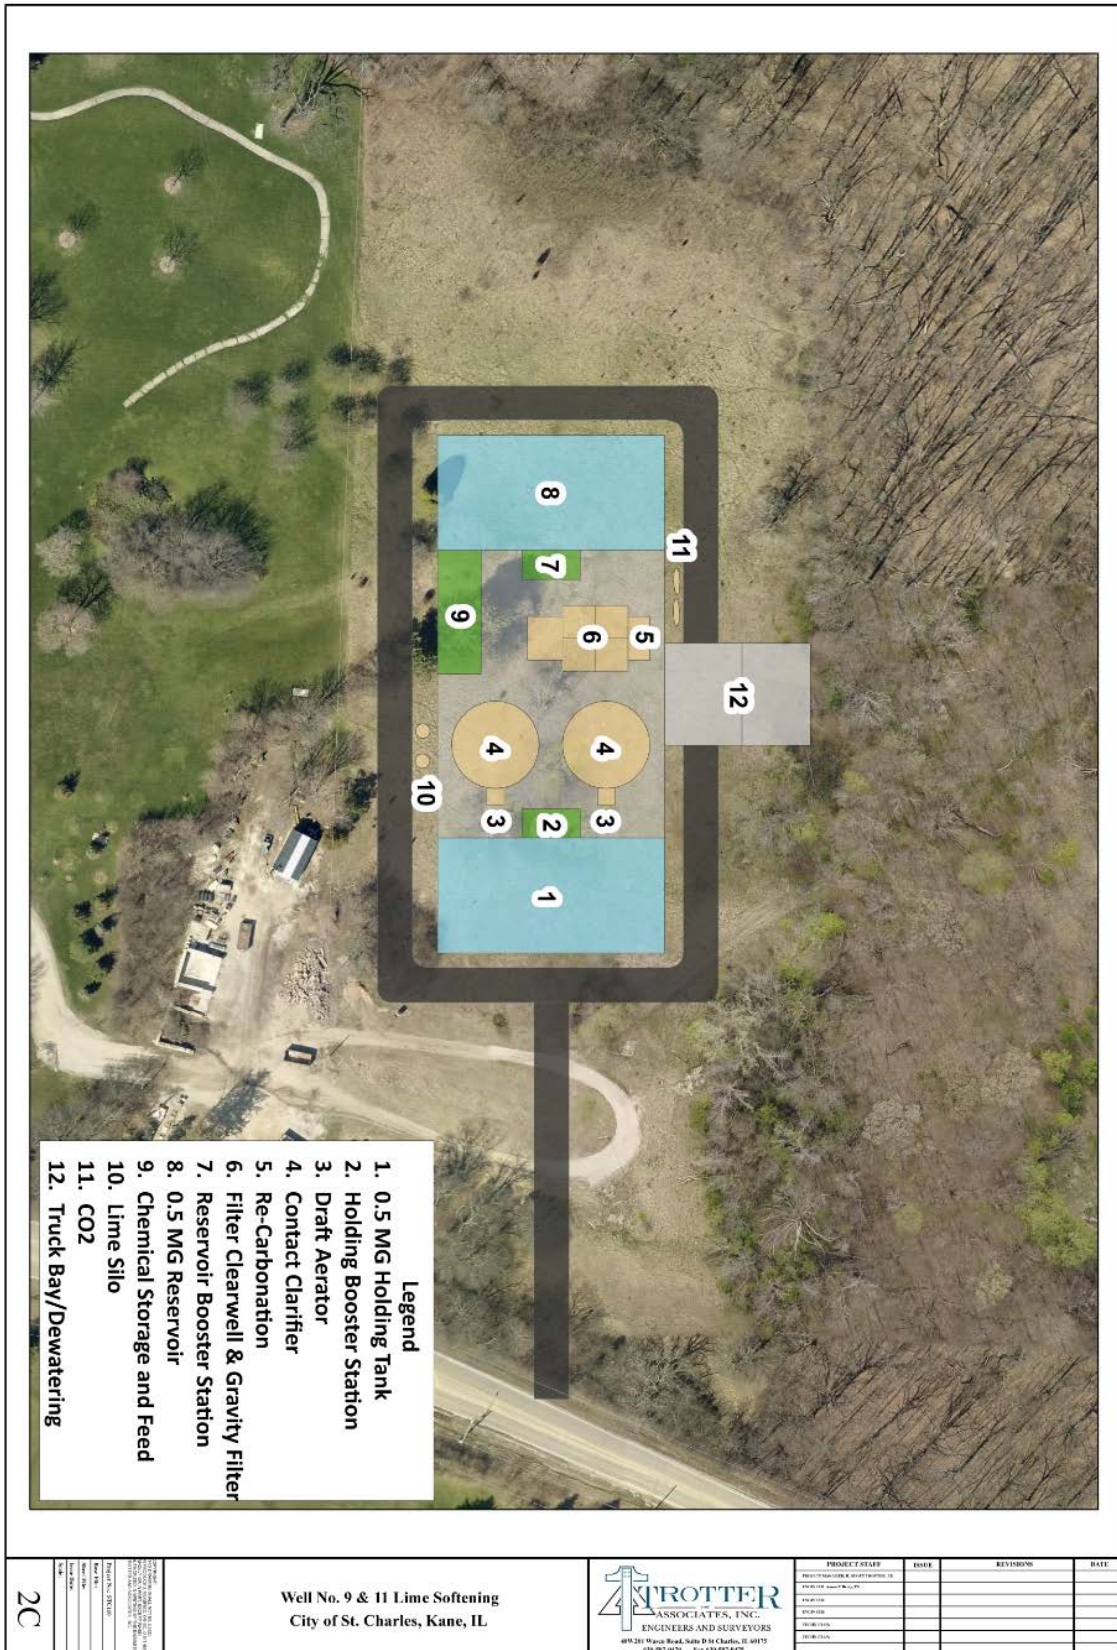 8
11
7
9
6
5
12
4
4
10
3
2
3
1
Legend
1. 0.5 MG Holding Tank
2. Holding Booster Station
3. Draft Aerator
4. Contact Clarifier
5. Re-Carbonation
6. Filter Clearwell & Gravity Filter
7. Reservoir Booster Station
8. 0.5 MG Reservoir
9. Chemical Storage and Feed
10. Lime Silo
11. CO2
12. Truck Bay/Dewatering
2C
Well No. 9 & 11 Lime Softening
City of St. Charles, Kane, IL
TROTTER
ASSOCIATES, INC.
ENGINEERS AND SURVEYORS
PROJECT STAFF
ISSUE
REVISIONS
DATE